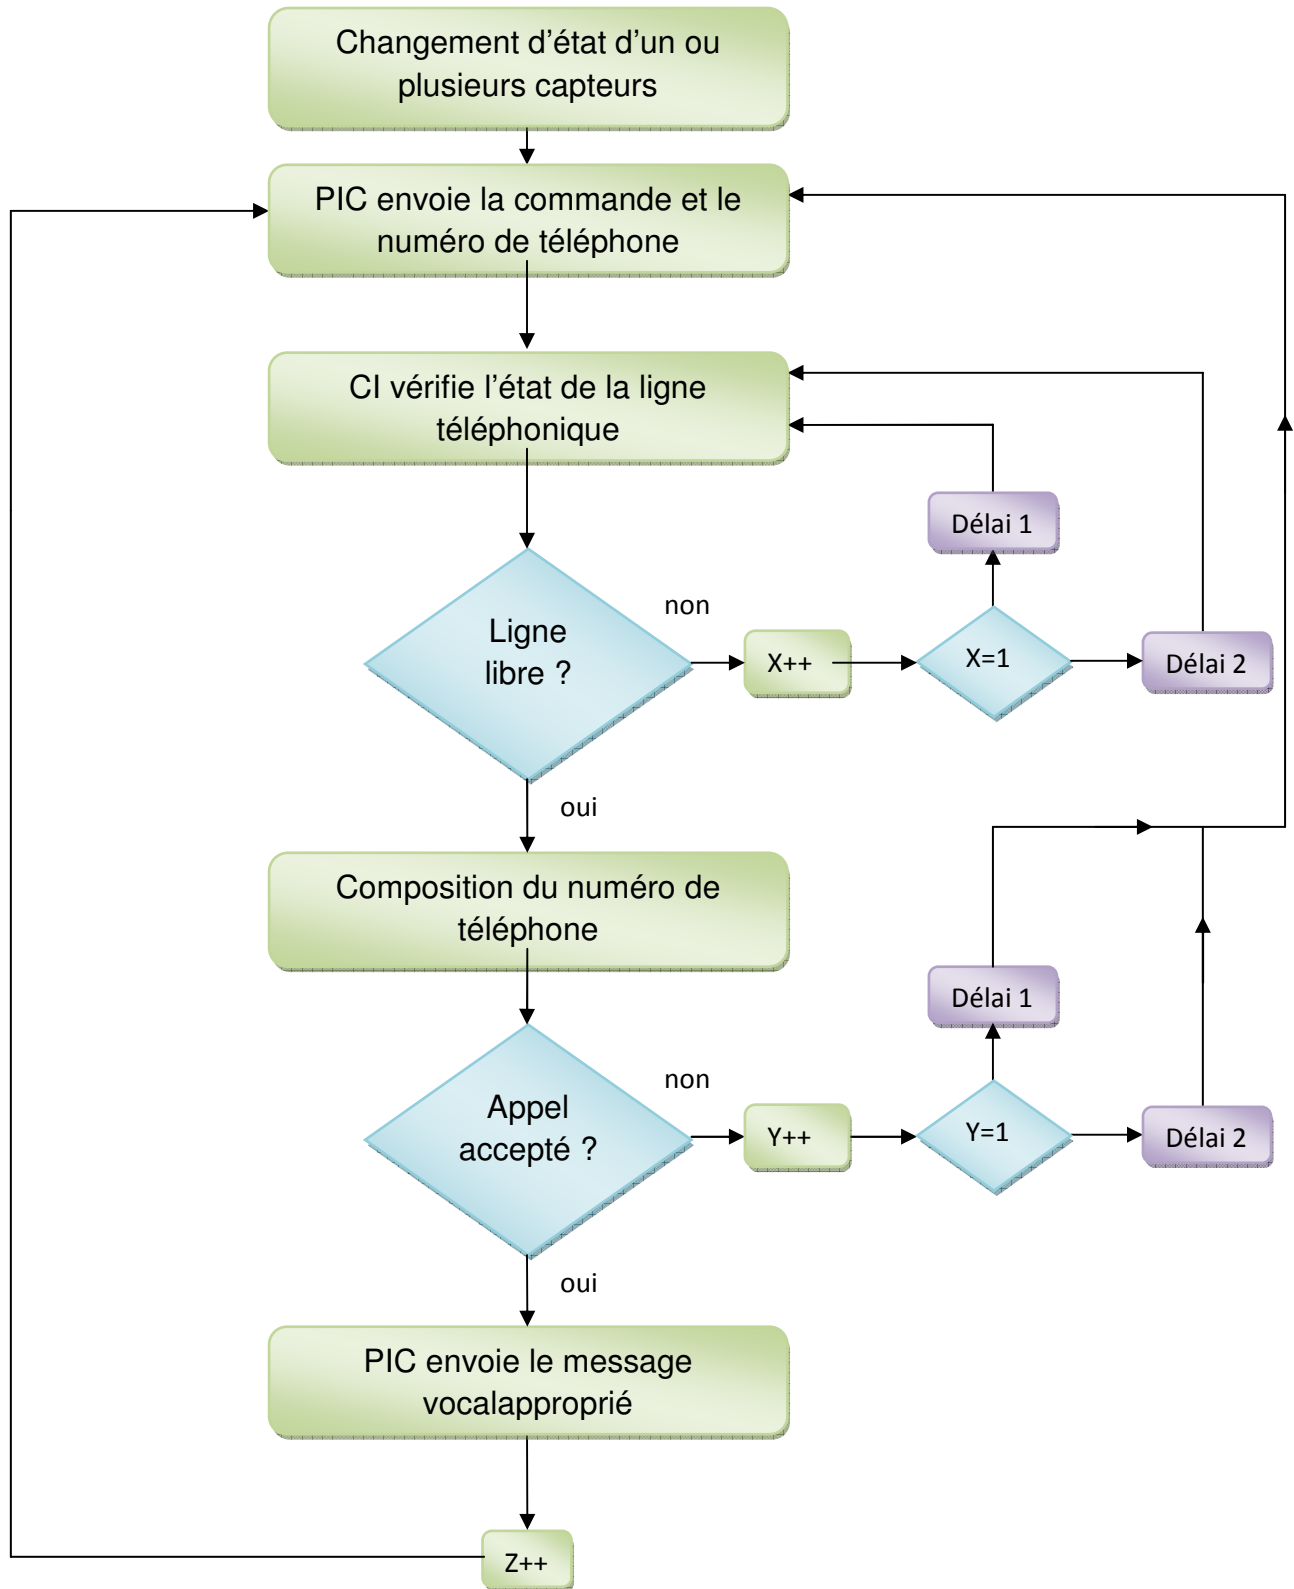 Changement d’état d’un ou
plusieurs capteurs
PIC envoie la commande et le
numéro de téléphone
CI vérifie l’état de la ligne
téléphonique
Délai 1
Ligne
libre ?
non
X++
X=1
Délai 2
oui
Composition du numéro de
téléphone
Délai 1
Appel
accepté ?
non
Y++
Y=1
Délai 2
oui
PIC envoie le message
vocalapproprié
Z++